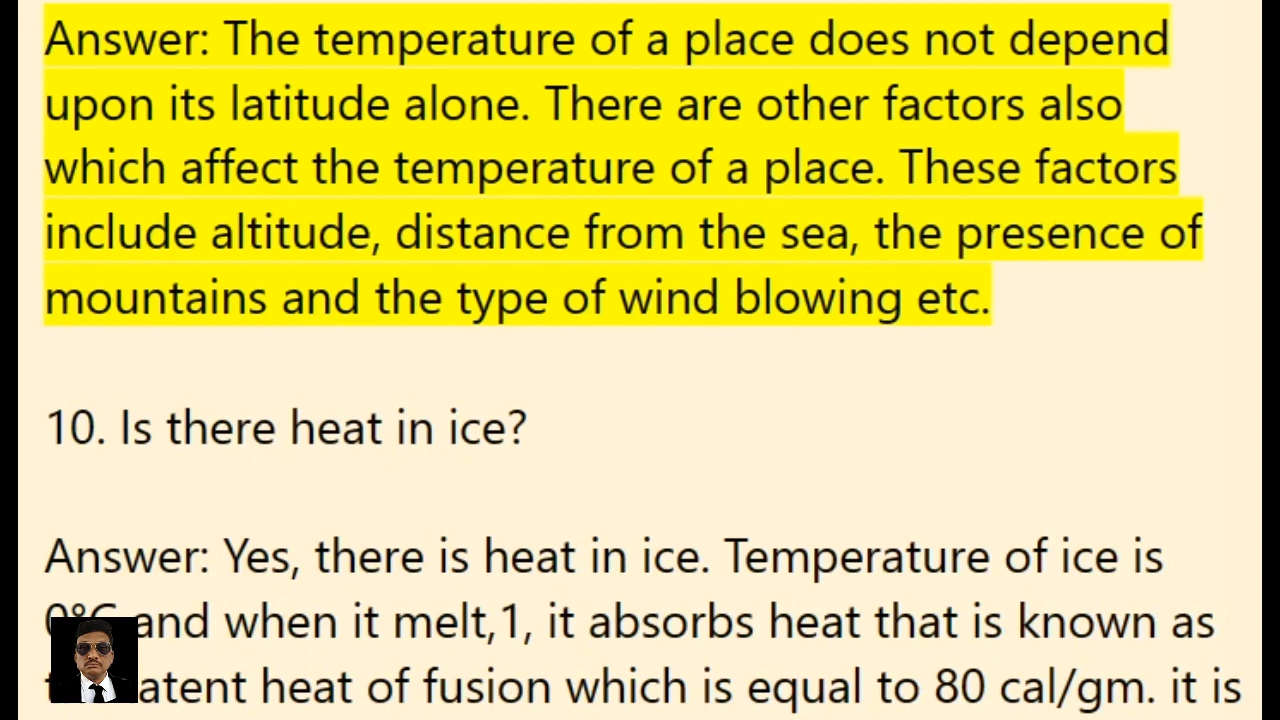 Answer: The temperature of a place does not depend
upon its latitude alone. There are other factors also
which affect the temperature of a place. These factors
include altitude, distance from the sea, the presence of
mountains and the type of wind blowing etc.
10. Is there heat in ice?
Answer: Yes, there is heat in ice. Temperature of ice is
0°C and when it melt,1, it absorbs heat that is known as
latent heat of fusion which is equal to 80 cal/gm. it is